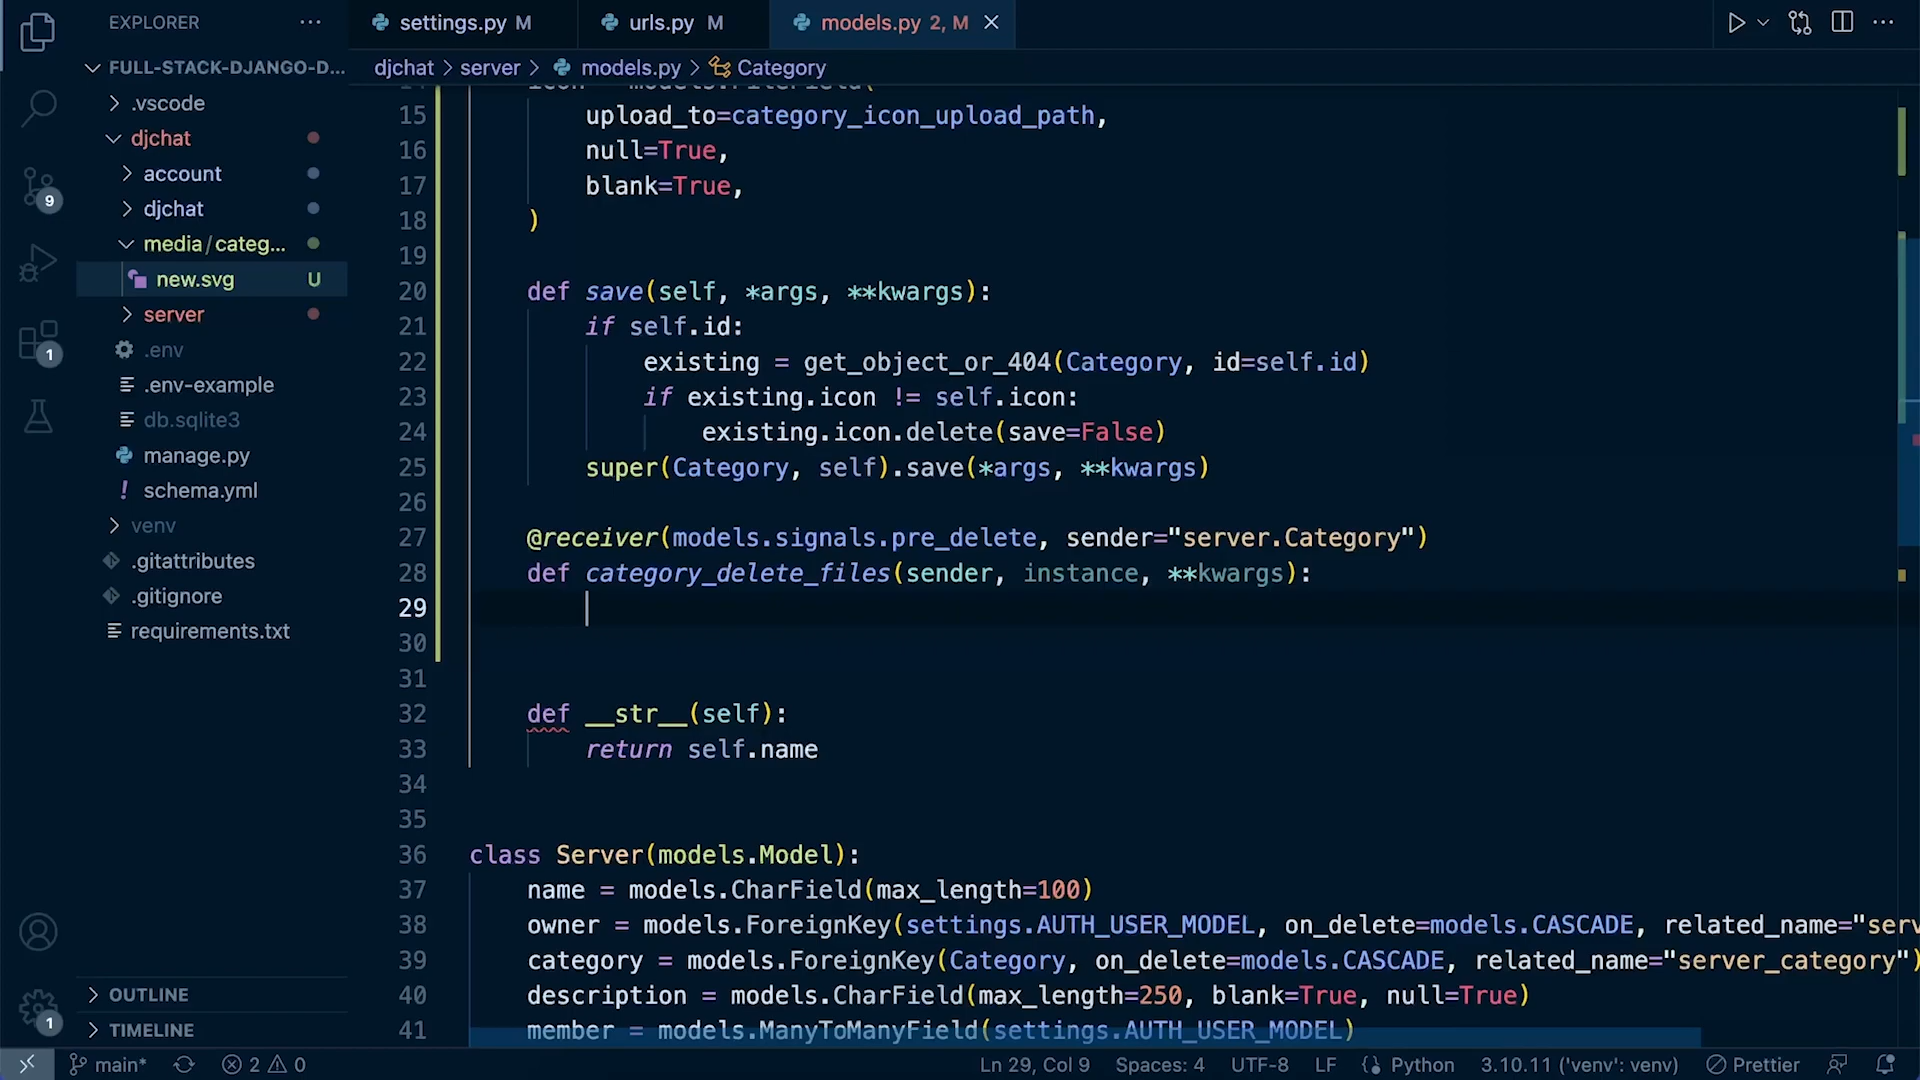 EXPLORER
settings.py M
urls.py M
models.py 2, M
FULL-STACK-DJANGO-D...
djchat > server > models.py > Category
.vscode
djchat
account
djchat
media/categ...
new.svg U
server
.env
.env-example
db.sqlite3
manage.py
schema.yml
venv
.gitattributes
.gitignore
requirements.txt
OUTLINE
TIMELINE
9
1
1
15 upload_to=category_icon_upload_path,
16 null=True,
17 blank=True,
18 )
19
20 def save(self, *args, **kwargs):
21 if self.id:
22 existing = get_object_or_404(Category, id=self.id)
23 if existing.icon != self.icon:
24 existing.icon.delete(save=False)
25 super(Category, self).save(*args, **kwargs)
26
27 @receiver(models.signals.pre_delete, sender="server.Category")
28 def category_delete_files(sender, instance, **kwargs):
29
30
31
32 def __str__(self):
33 return self.name
34
35
36 class Server(models.Model):
37 name = models.CharField(max_length=100)
38 owner = models.ForeignKey(settings.AUTH_USER_MODEL, on_delete=models.CASCADE, related_name="serv
39 category = models.ForeignKey(Category, on_delete=models.CASCADE, related_name="server_category")
40 description = models.CharField(max_length=250, blank=True, null=True)
41 member = models.ManyToManyField(settings.AUTH_USER_MODEL)
main* 2 0 Ln 29, Col 9 Spaces: 4 UTF-8 LF Python 3.10.11 ('venv': venv) Prettier